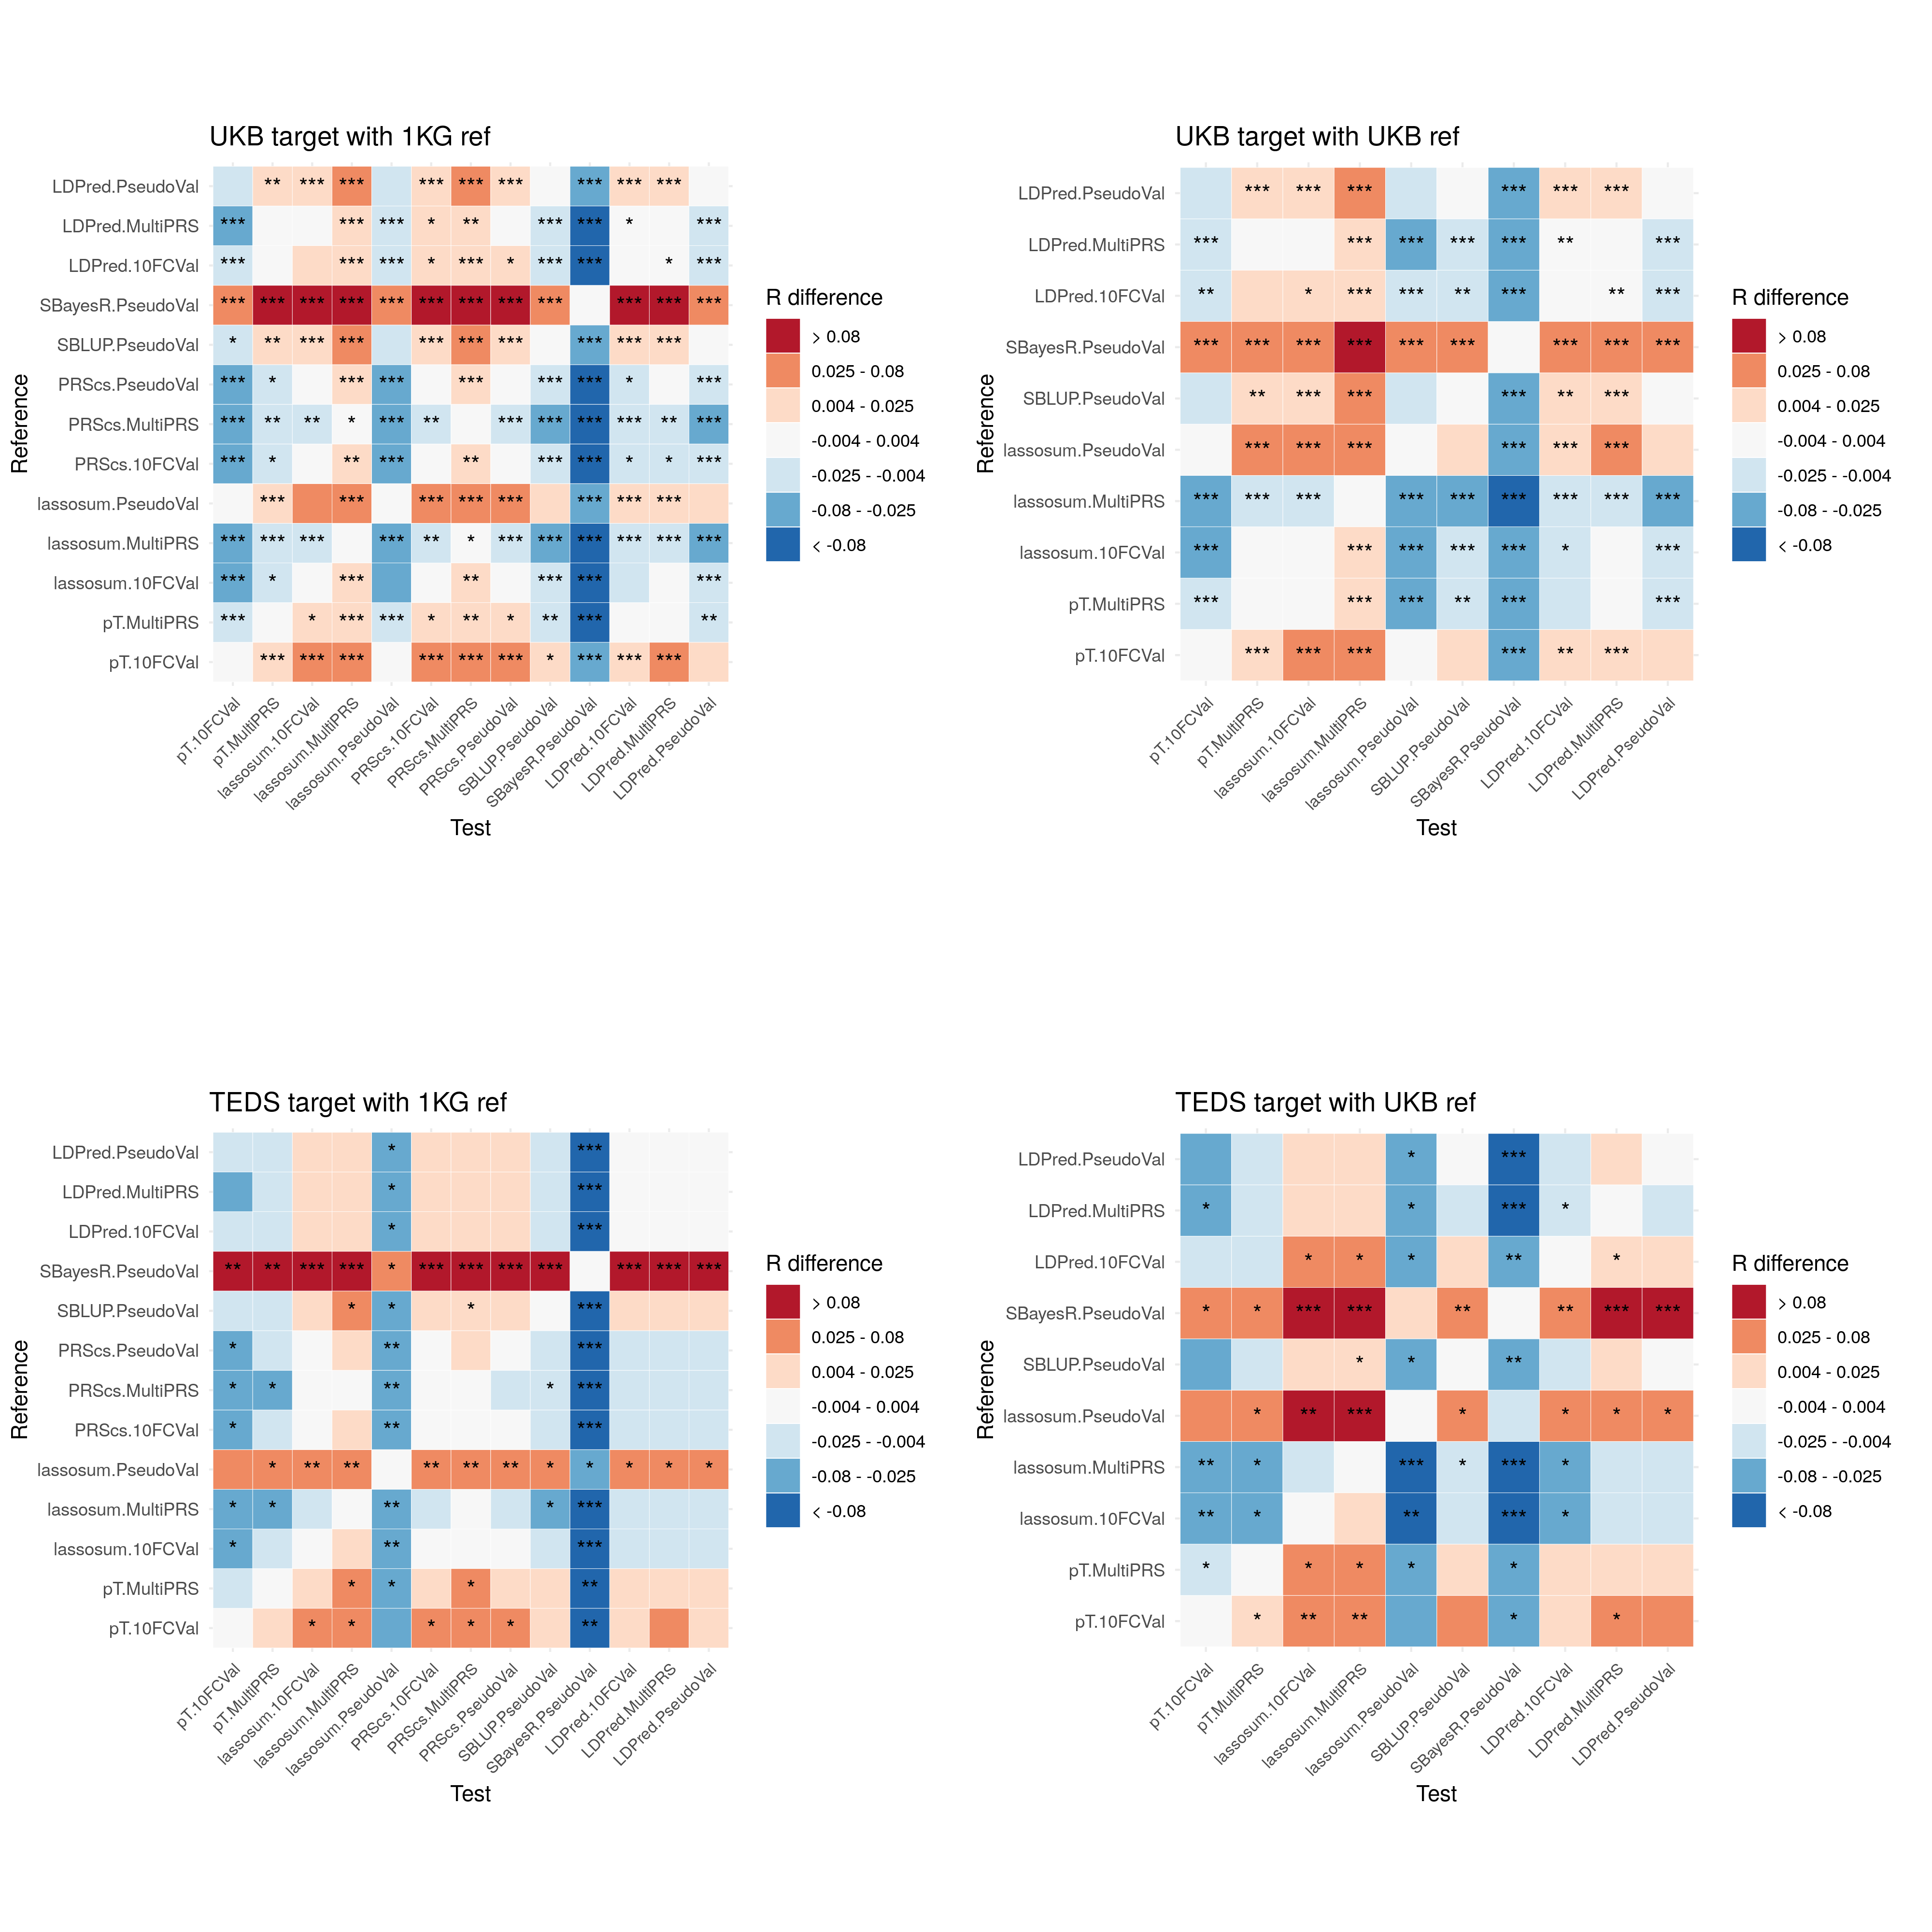 UKB target with 1KG ref
Reference
LDPred.PseudoVal ** *** *** *** *** *** *** *** ***
LDPred.MultiPRS *** *** *** * ** *** *** * ***
LDPred.10FCVal *** *** *** * *** * *** *** * ***
SBayesR.PseudoVal *** *** *** *** *** *** *** *** *** *** *** ***
SBLUP.PseudoVal * ** *** *** *** *** *** *** *** ***
PRScs.PseudoVal *** * *** *** *** *** *** * ***
PRScs.MultiPRS *** ** ** * *** ** *** *** *** *** ** ***
PRScs.10FCVal *** * ** *** ** *** *** * * ***
lassosum.PseudoVal *** *** *** *** *** *** *** ***
lassosum.MultiPRS *** *** *** *** ** * *** *** *** *** *** ***
lassosum.10FCVal *** * *** ** *** *** ***
pT.MultiPRS *** * *** *** * ** * ** *** **
pT.10FCVal *** *** *** *** *** *** * *** *** ***
pT.10FCVal
pT.MultiPRS
lassosum.10FCVal
lassosum.MultiPRS
lassosum.PseudoVal
PRScs.10FCVal
PRScs.MultiPRS
PRScs.PseudoVal
SBLUP.PseudoVal
SBayesR.PseudoVal
LDPred.10FCVal
LDPred.MultiPRS
LDPred.PseudoVal
Test
R difference
> 0.08
0.025 - 0.08
0.004 - 0.025
-0.004 - 0.004
-0.025 - -0.004
-0.08 - -0.025
< -0.08
UKB target with UKB ref
Reference
LDPred.PseudoVal *** *** *** *** *** ***
LDPred.MultiPRS *** *** *** *** *** ** ***
LDPred.10FCVal ** * *** *** ** *** ** ***
SBayesR.PseudoVal *** *** *** *** *** *** *** *** ***
SBLUP.PseudoVal ** *** *** *** ** ***
lassosum.PseudoVal *** *** *** *** *** ***
lassosum.MultiPRS *** *** *** *** *** *** *** *** ***
lassosum.10FCVal *** *** *** *** *** * ***
pT.MultiPRS *** *** *** ** *** ***
pT.10FCVal *** *** *** *** ** ***
pT.10FCVal
pT.MultiPRS
lassosum.10FCVal
lassosum.MultiPRS
lassosum.PseudoVal
SBLUP.PseudoVal
SBayesR.PseudoVal
LDPred.10FCVal
LDPred.MultiPRS
LDPred.PseudoVal
Test
R difference
> 0.08
0.025 - 0.08
0.004 - 0.025
-0.004 - 0.004
-0.025 - -0.004
-0.08 - -0.025
< -0.08
TEDS target with 1KG ref
Reference
LDPred.PseudoVal * ***
LDPred.MultiPRS * ***
LDPred.10FCVal * ***
SBayesR.PseudoVal ** ** *** *** * *** *** *** *** *** *** ***
SBLUP.PseudoVal * * * ***
PRScs.PseudoVal * ** ***
PRScs.MultiPRS * * ** * ***
PRScs.10FCVal * ** ***
lassosum.PseudoVal * ** ** ** ** ** * * * * *
lassosum.MultiPRS * * ** * ***
lassosum.10FCVal * ** ***
pT.MultiPRS * * * **
pT.10FCVal * * * * * **
pT.10FCVal
pT.MultiPRS
lassosum.10FCVal
lassosum.MultiPRS
lassosum.PseudoVal
PRScs.10FCVal
PRScs.MultiPRS
PRScs.PseudoVal
SBLUP.PseudoVal
SBayesR.PseudoVal
LDPred.10FCVal
LDPred.MultiPRS
LDPred.PseudoVal
Test
R difference
> 0.08
0.025 - 0.08
0.004 - 0.025
-0.004 - 0.004
-0.025 - -0.004
-0.08 - -0.025
< -0.08
TEDS target with UKB ref
Reference
LDPred.PseudoVal * ***
LDPred.MultiPRS * * *** *
LDPred.10FCVal * * * ** *
SBayesR.PseudoVal * * *** *** ** ** *** ***
SBLUP.PseudoVal * * **
lassosum.PseudoVal * ** *** * * * *
lassosum.MultiPRS ** * *** * *** *
lassosum.10FCVal ** * ** *** *
pT.MultiPRS * * * * *
pT.10FCVal * ** ** * *
pT.10FCVal
pT.MultiPRS
lassosum.10FCVal
lassosum.MultiPRS
lassosum.PseudoVal
SBLUP.PseudoVal
SBayesR.PseudoVal
LDPred.10FCVal
LDPred.MultiPRS
LDPred.PseudoVal
Test
R difference
> 0.08
0.025 - 0.08
0.004 - 0.025
-0.004 - 0.004
-0.025 - -0.004
-0.08 - -0.025
< -0.08